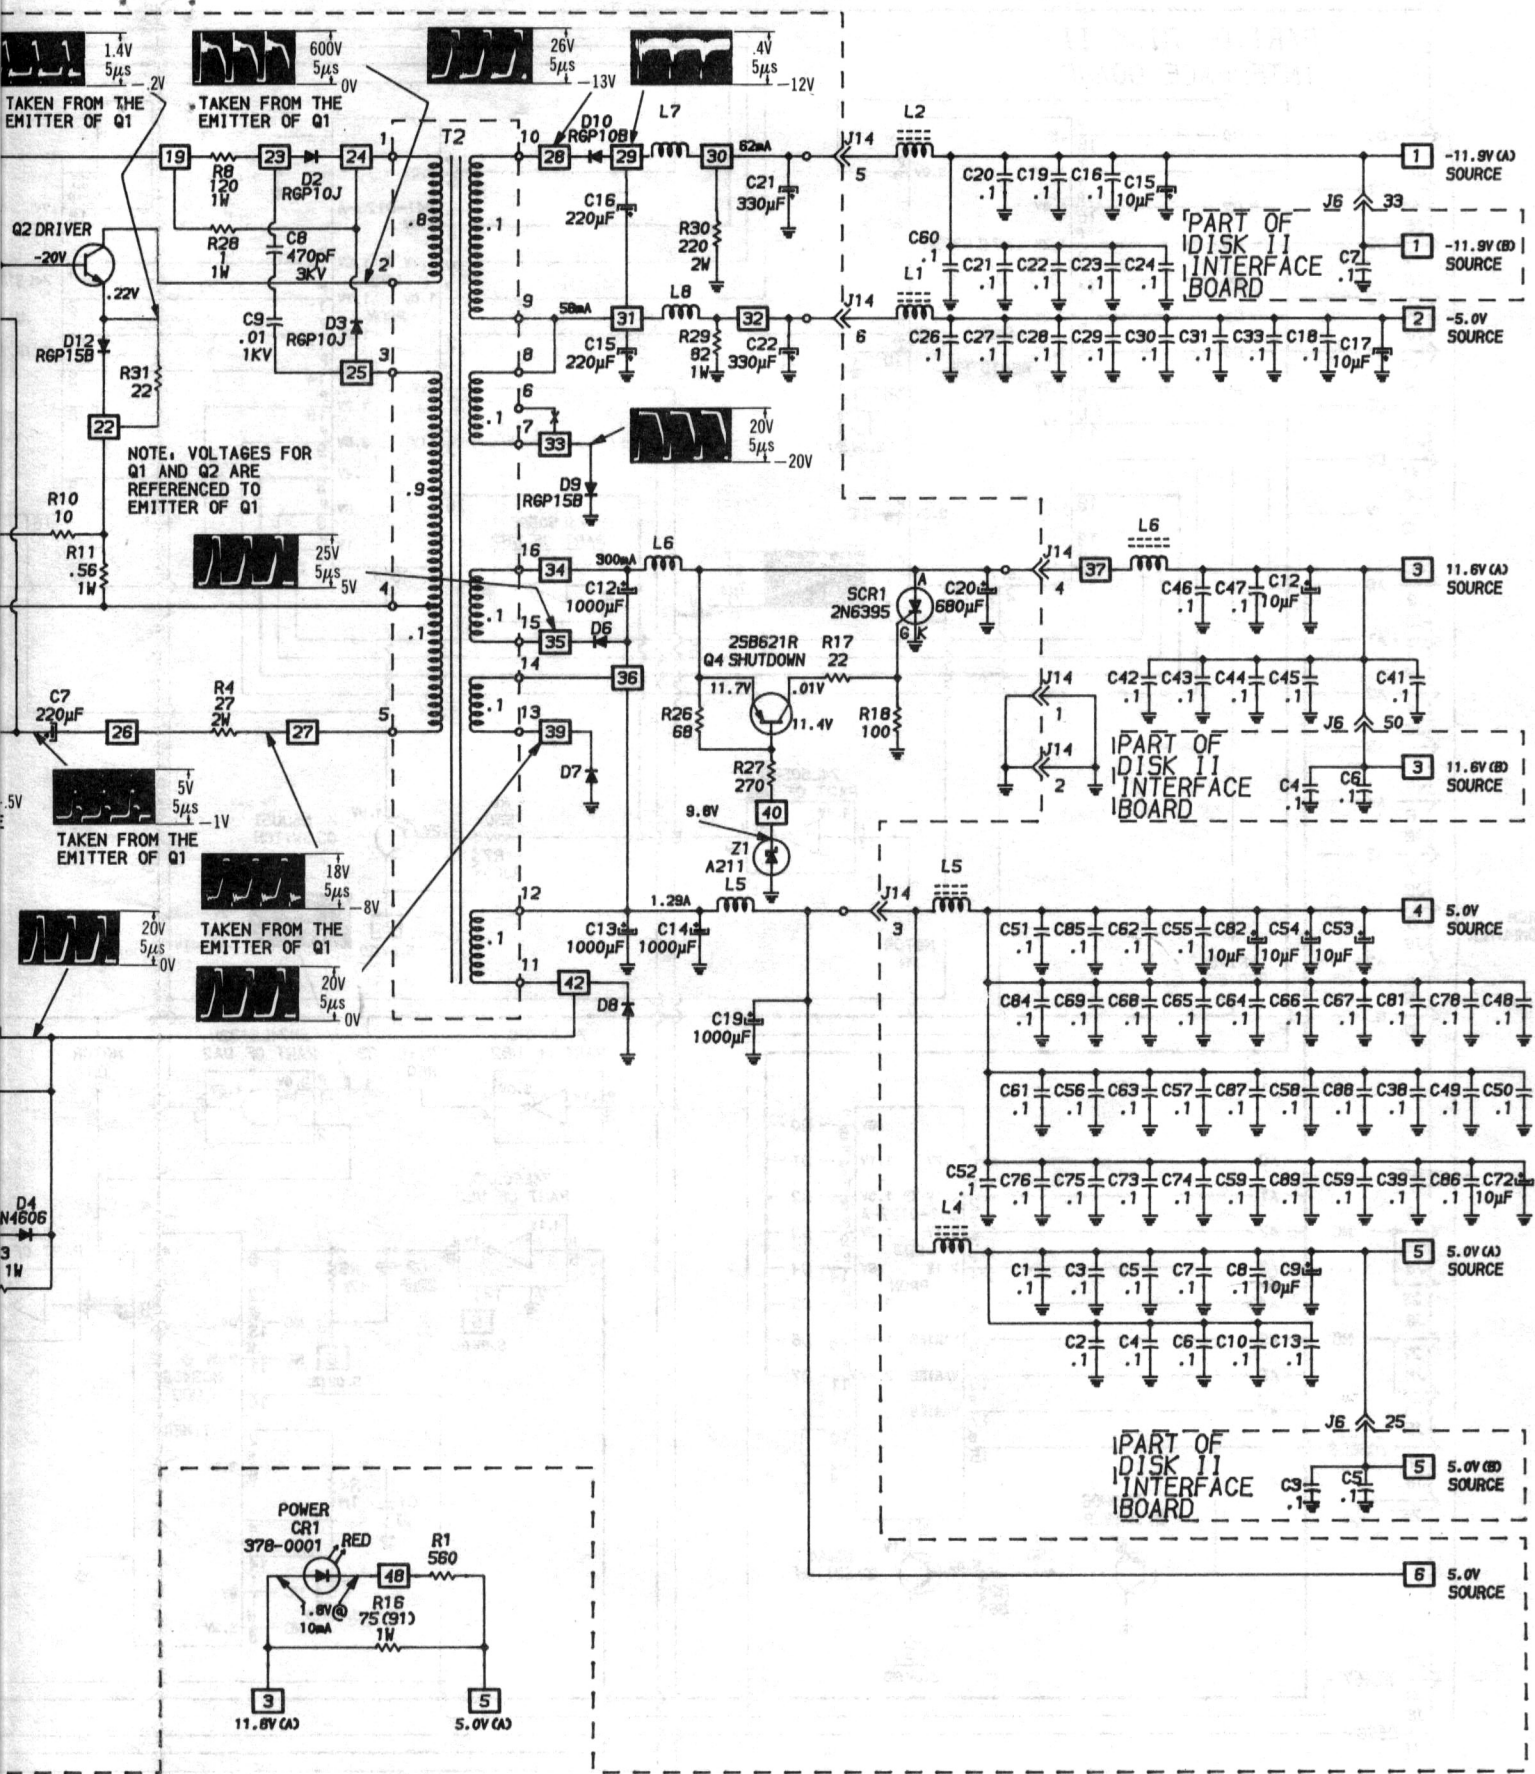 1.4V
5µs
-.2V
TAKEN FROM THE
EMITTER OF Q1
600V
5µs
0V
TAKEN FROM THE
EMITTER OF Q1
26V
5µs
-13V
.4V
5µs
-12V
L7
D10
RGP10B
T2
1
10
19
R8
120
1W
23
D2
RGP10J
24
28
29
30
62mA
J14
5
L2
1
-11.9V(A)
SOURCE
C16
220µF
C21
330µF
R30
220
2W
C20
.1
C19
.1
C16
.1
C15
10µF
J6
33
Q2 DRIVER
-20V
.22V
R28
1
1W
C8
470pF
3KV
.8
.1
2
9
C60
.1
C21
.1
C22
.1
C23
.1
C24
.1
PART OF
DISK II
INTERFACE
BOARD
C7
.1
1
-11.9V(B)
SOURCE
L1
D12
RGP15B
R31
22
C9
.01
1KV
D3
RGP10J
58mA
31
L8
32
J14
6
2
-5.0V
SOURCE
C15
220µF
R29
82
1W
C22
330µF
C26
.1
C27
.1
C28
.1
C29
.1
C30
.1
C31
.1
C33
.1
C18
.1
C17
10µF
3
25
8
6
7
.1
33
20V
5µs
-20V
22
NOTE: VOLTAGES FOR
Q1 AND Q2 ARE
REFERENCED TO
EMITTER OF Q1
.9
D9
RGP15B
R10
10
R11
.56
1W
25V
5µs
5V
4
.1
16
34
300mA
L6
C12
1000µF
.1
15
35
D6
14
36
SCR1
2N6395
A
G
K
C20
680µF
J14
4
37
L6
3
11.6V(A)
SOURCE
C46
.1
C47
.1
C12
10µF
2SB621R
Q4 SHUTDOWN
R17
22
11.7V
.01V
11.4V
R26
68
R18
100
R27
270
40
9.6V
Z1
A211
J14
1
J14
2
C42
.1
C43
.1
C44
.1
C45
.1
C41
.1
J6
50
PART OF
DISK II
INTERFACE
BOARD
C4
.1
C6
.1
3
11.6V(B)
SOURCE
C7
220µF
26
R4
27
2W
27
5
.1
13
39
D7
.5V
5V
5µs
-1V
TAKEN FROM THE
EMITTER OF Q1
18V
5µs
-8V
TAKEN FROM THE
EMITTER OF Q1
20V
5µs
0V
20V
5µs
0V
12
1.29A
L5
J14
3
L5
4
5.0V
SOURCE
.1
C13
1000µF
C14
1000µF
11
42
D8
C19
1000µF
C51
.1
C85
.1
C62
.1
C55
.1
C82
10µF
C54
10µF
C53
10µF
C84
.1
C69
.1
C68
.1
C65
.1
C64
.1
C66
.1
C67
.1
C81
.1
C78
.1
C48
.1
C61
.1
C56
.1
C63
.1
C57
.1
C87
.1
C58
.1
C88
.1
C38
.1
C49
.1
C50
.1
C52
.1
C76
.1
C75
.1
C73
.1
C74
.1
C59
.1
C89
.1
C59
.1
C39
.1
C86
.1
C72
10µF
D4
N4606
3
1W
L4
5
5.0V(A)
SOURCE
C1
.1
C3
.1
C5
.1
C7
.1
C8
.1
C9
10µF
C2
.1
C4
.1
C6
.1
C10
.1
C13
.1
J6
25
PART OF
DISK II
INTERFACE
BOARD
C3
.1
C5
.1
5
5.0V(B)
SOURCE
6
5.0V
SOURCE
POWER
CR1
378-0001
RED
R1
560
48
1.8V@
10mA
R16
75(91)
1W
3
11.6V(A)
5
5.0V(A)